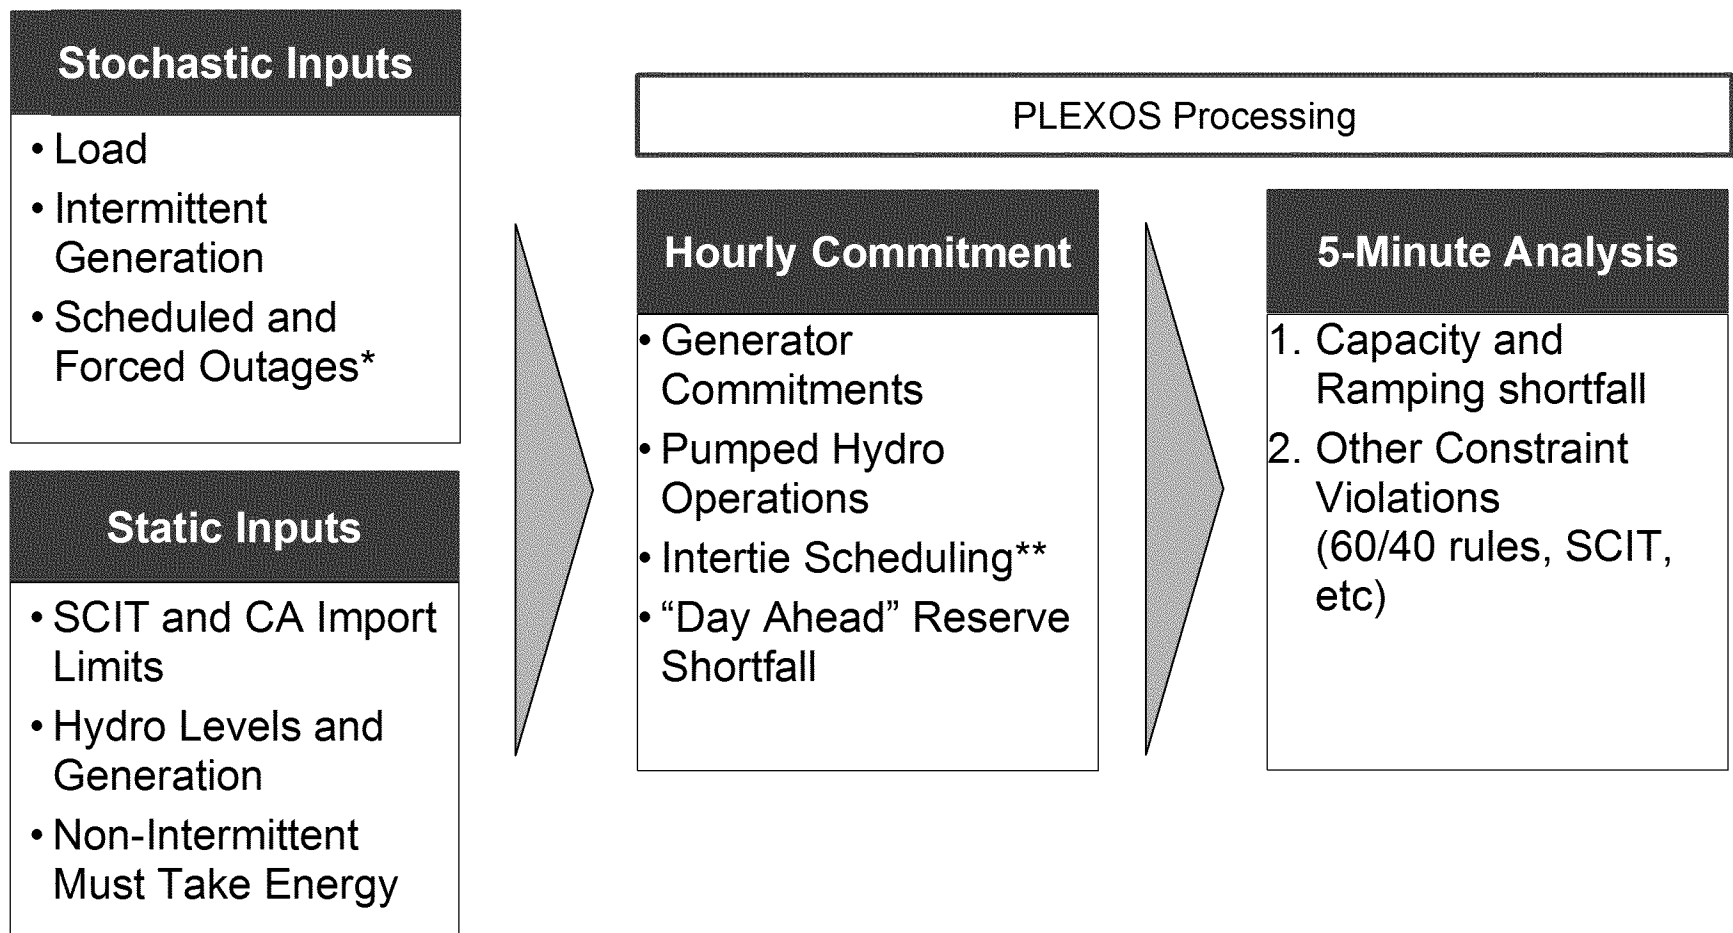 Stochastic Inputs
• Load
• Intermittent
Generation
• Scheduled and
Forced Outages*
Static Inputs
• SCIT and CA Import
Limits
• Hydro Levels and
Generation
• Non-Intermittent
Must Take Energy
PLEXOS Processing
Hourly Commitment
• Generator
Commitments
• Pumped Hydro
Operations
• Intertie Scheduling**
• “Day Ahead” Reserve
Shortfall
5-Minute Analysis
1. Capacity and
Ramping shortfall
2. Other Constraint
Violations
(60/40 rules, SCIT,
etc)